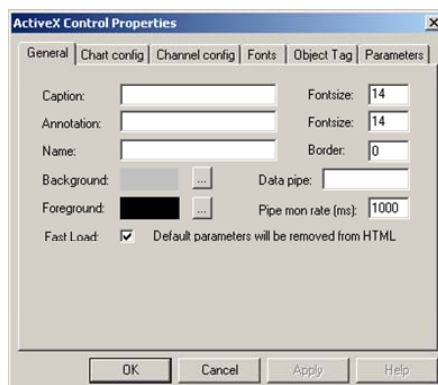 ActiveX Control Properties
General Chart config Channel config Fonts Object Tag Parameters
Caption: Fontsize: 14
Annotation: Fontsize: 14
Name: Border: 0
Background: ... Data pipe:
Foreground: ... Pipe mon rate (ms): 1000
Fast Load: Default parameters will be removed from HTML
OK Cancel Apply Help